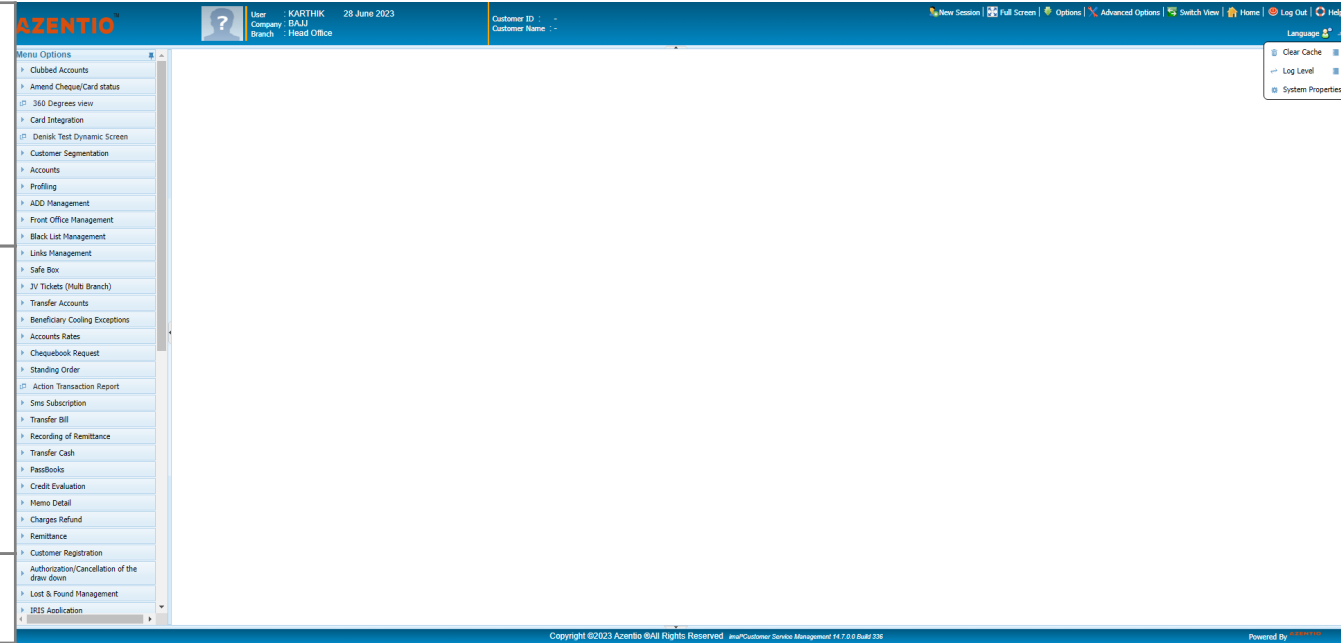 AZENTIO
User : KARTHIK 28 June 2023
Company : BAJJ
Branch : Head Office
Customer ID : -
Customer Name : -
New Session | Full Screen | Options | Advanced Options | Switch View | Home | Log Out | Help
Language
Clear Cache
Log Level
System Properties
Menu Options
Clubbed Accounts
Amend Cheque/Card status
360 Degrees view
Card Integration
Denisk Test Dynamic Screen
Customer Segmentation
Accounts
Profiling
ADD Management
Front Office Management
Black List Management
Links Management
Safe Box
JV Tickets (Multi Branch)
Transfer Accounts
Beneficiary Cooling Exceptions
Accounts Rates
Chequebook Request
Standing Order
Action Transaction Report
Sms Subscription
Transfer Bill
Recording of Remittance
Transfer Cash
PassBooks
Credit Evaluation
Memo Detail
Charges Refund
Remittance
Customer Registration
Authorization/Cancellation of the
draw down
Lost & Found Management
IRIS Application
Copyright ©2023 Azentio ®All Rights Reserved imal®Customer Service Management 14.7.0.0 Build 336
Powered By AZENTIO